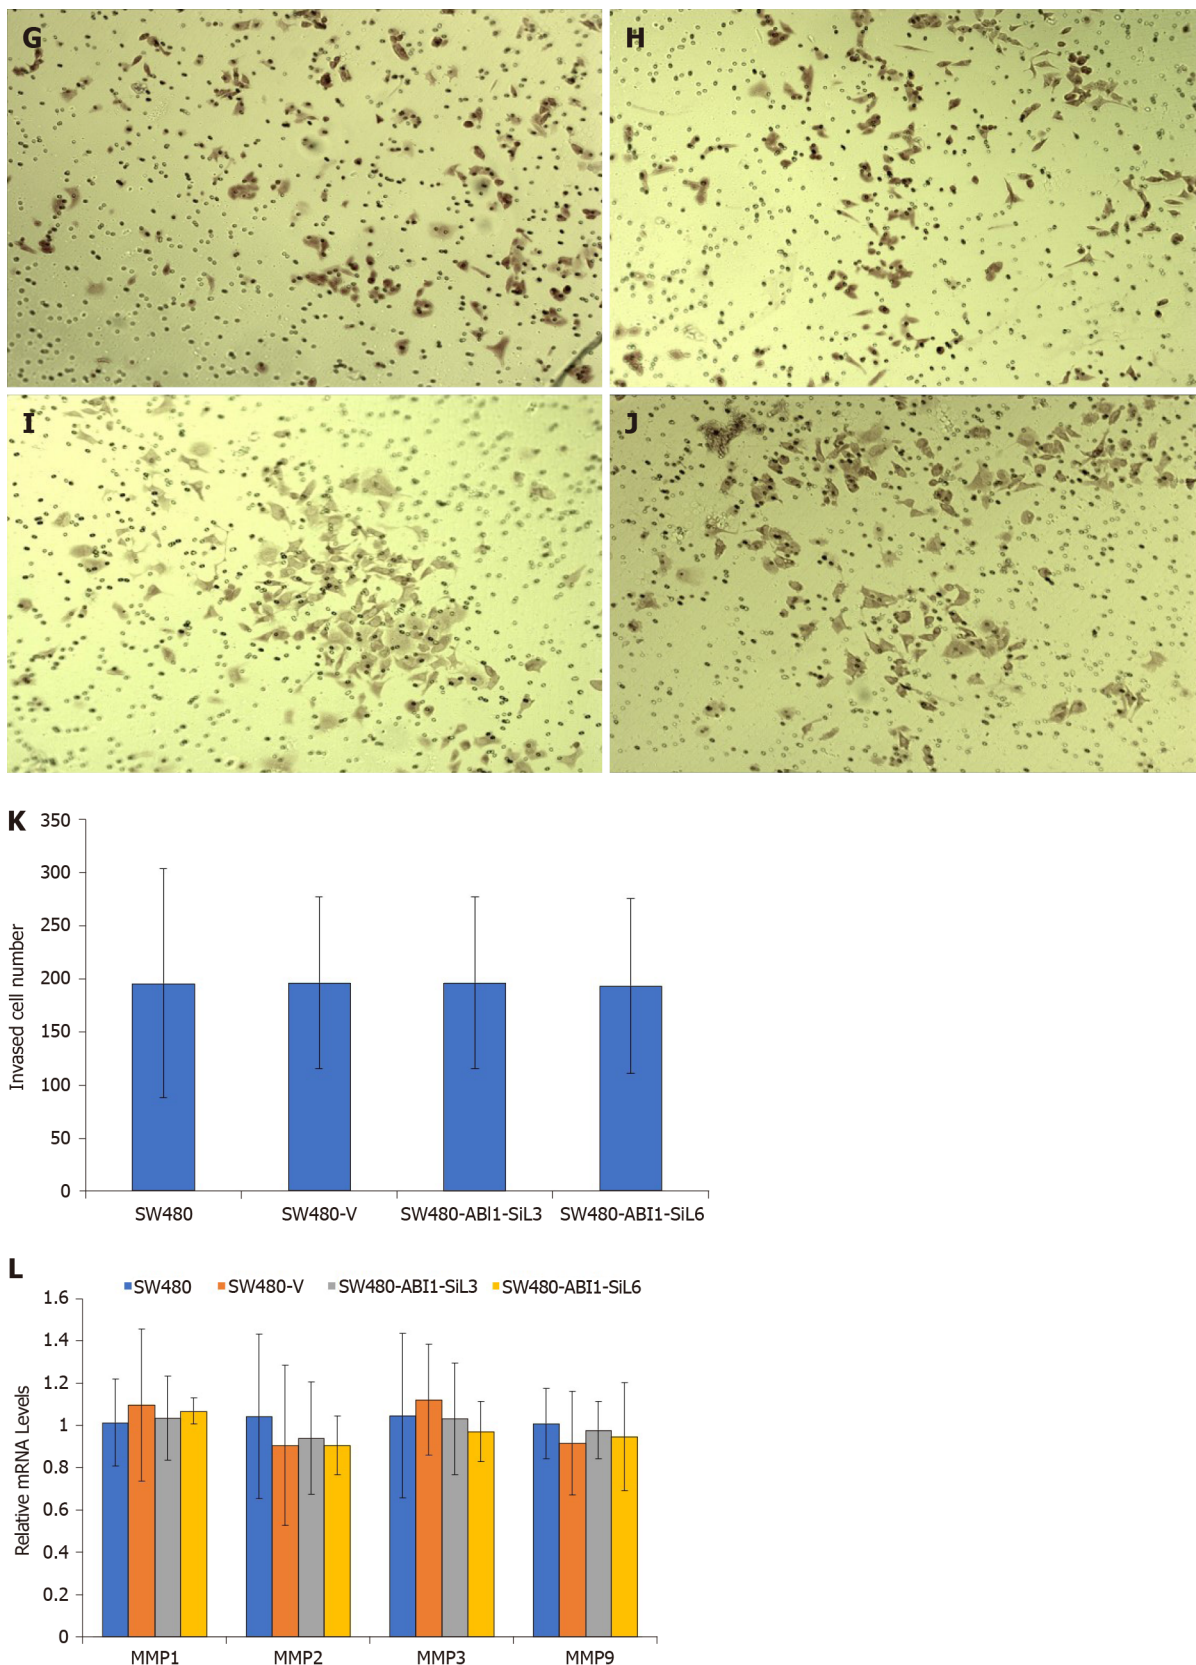 G
H
I
J
K
350
300
250
200
150
100
50
0
Invased cell number
SW480
SW480-V
SW480-ABI1-SiL3
SW480-ABI1-SiL6
L
SW480
SW480-V
SW480-ABI1-SiL3
SW480-ABI1-SiL6
1.6
1.4
1.2
1
0.8
0.6
0.4
0.2
0
Relative mRNA Levels
MMP1
MMP2
MMP3
MMP9